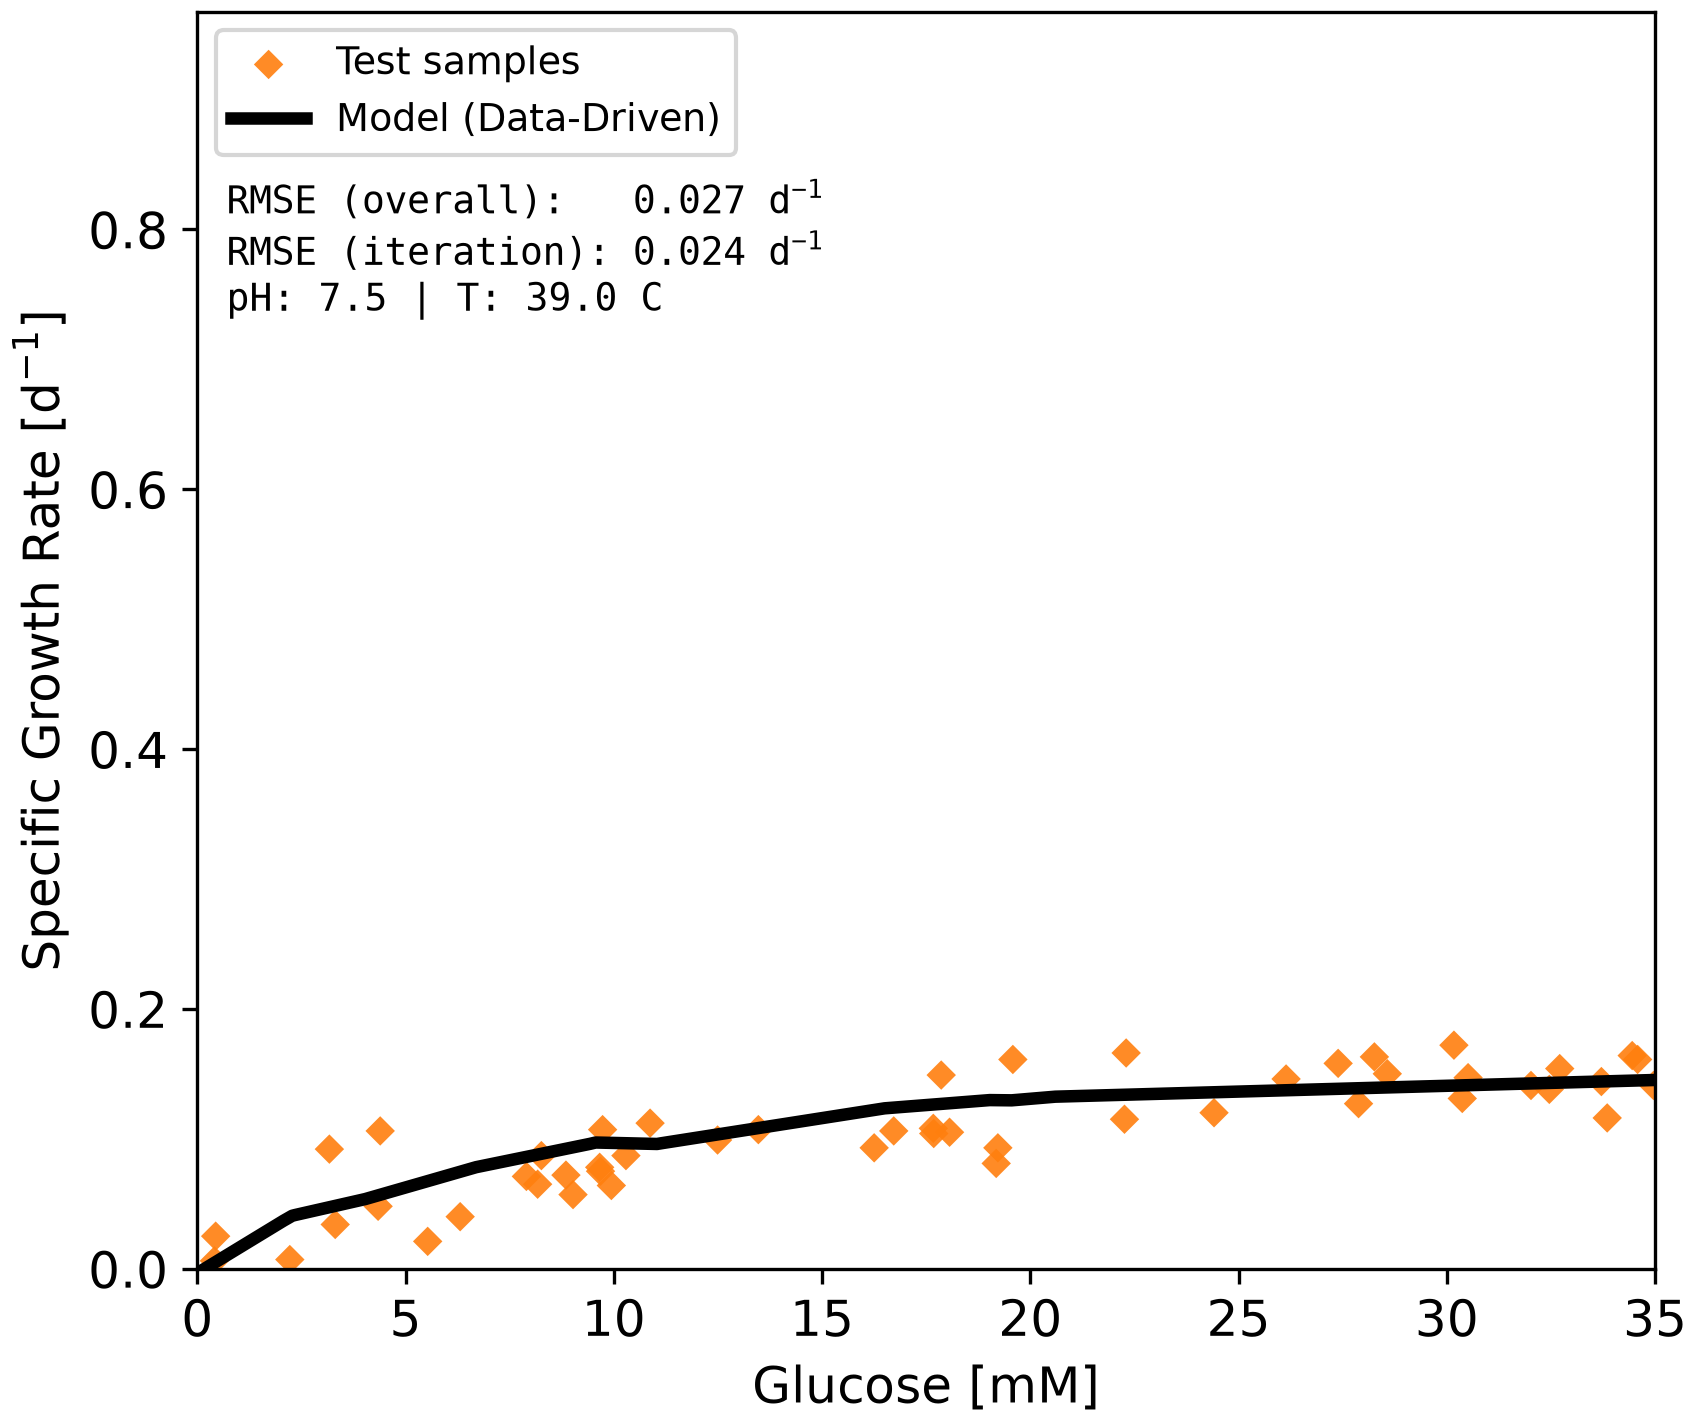 Test samples
Model (Data-Driven)
RMSE (overall):   0.027 d⁻¹
RMSE (iteration): 0.024 d⁻¹
pH: 7.5 | T: 39.0 C
Specific Growth Rate [d⁻¹]
0.8
0.6
0.4
0.2
0.0
0 5 10 15 20 25 30 35
Glucose [mM]